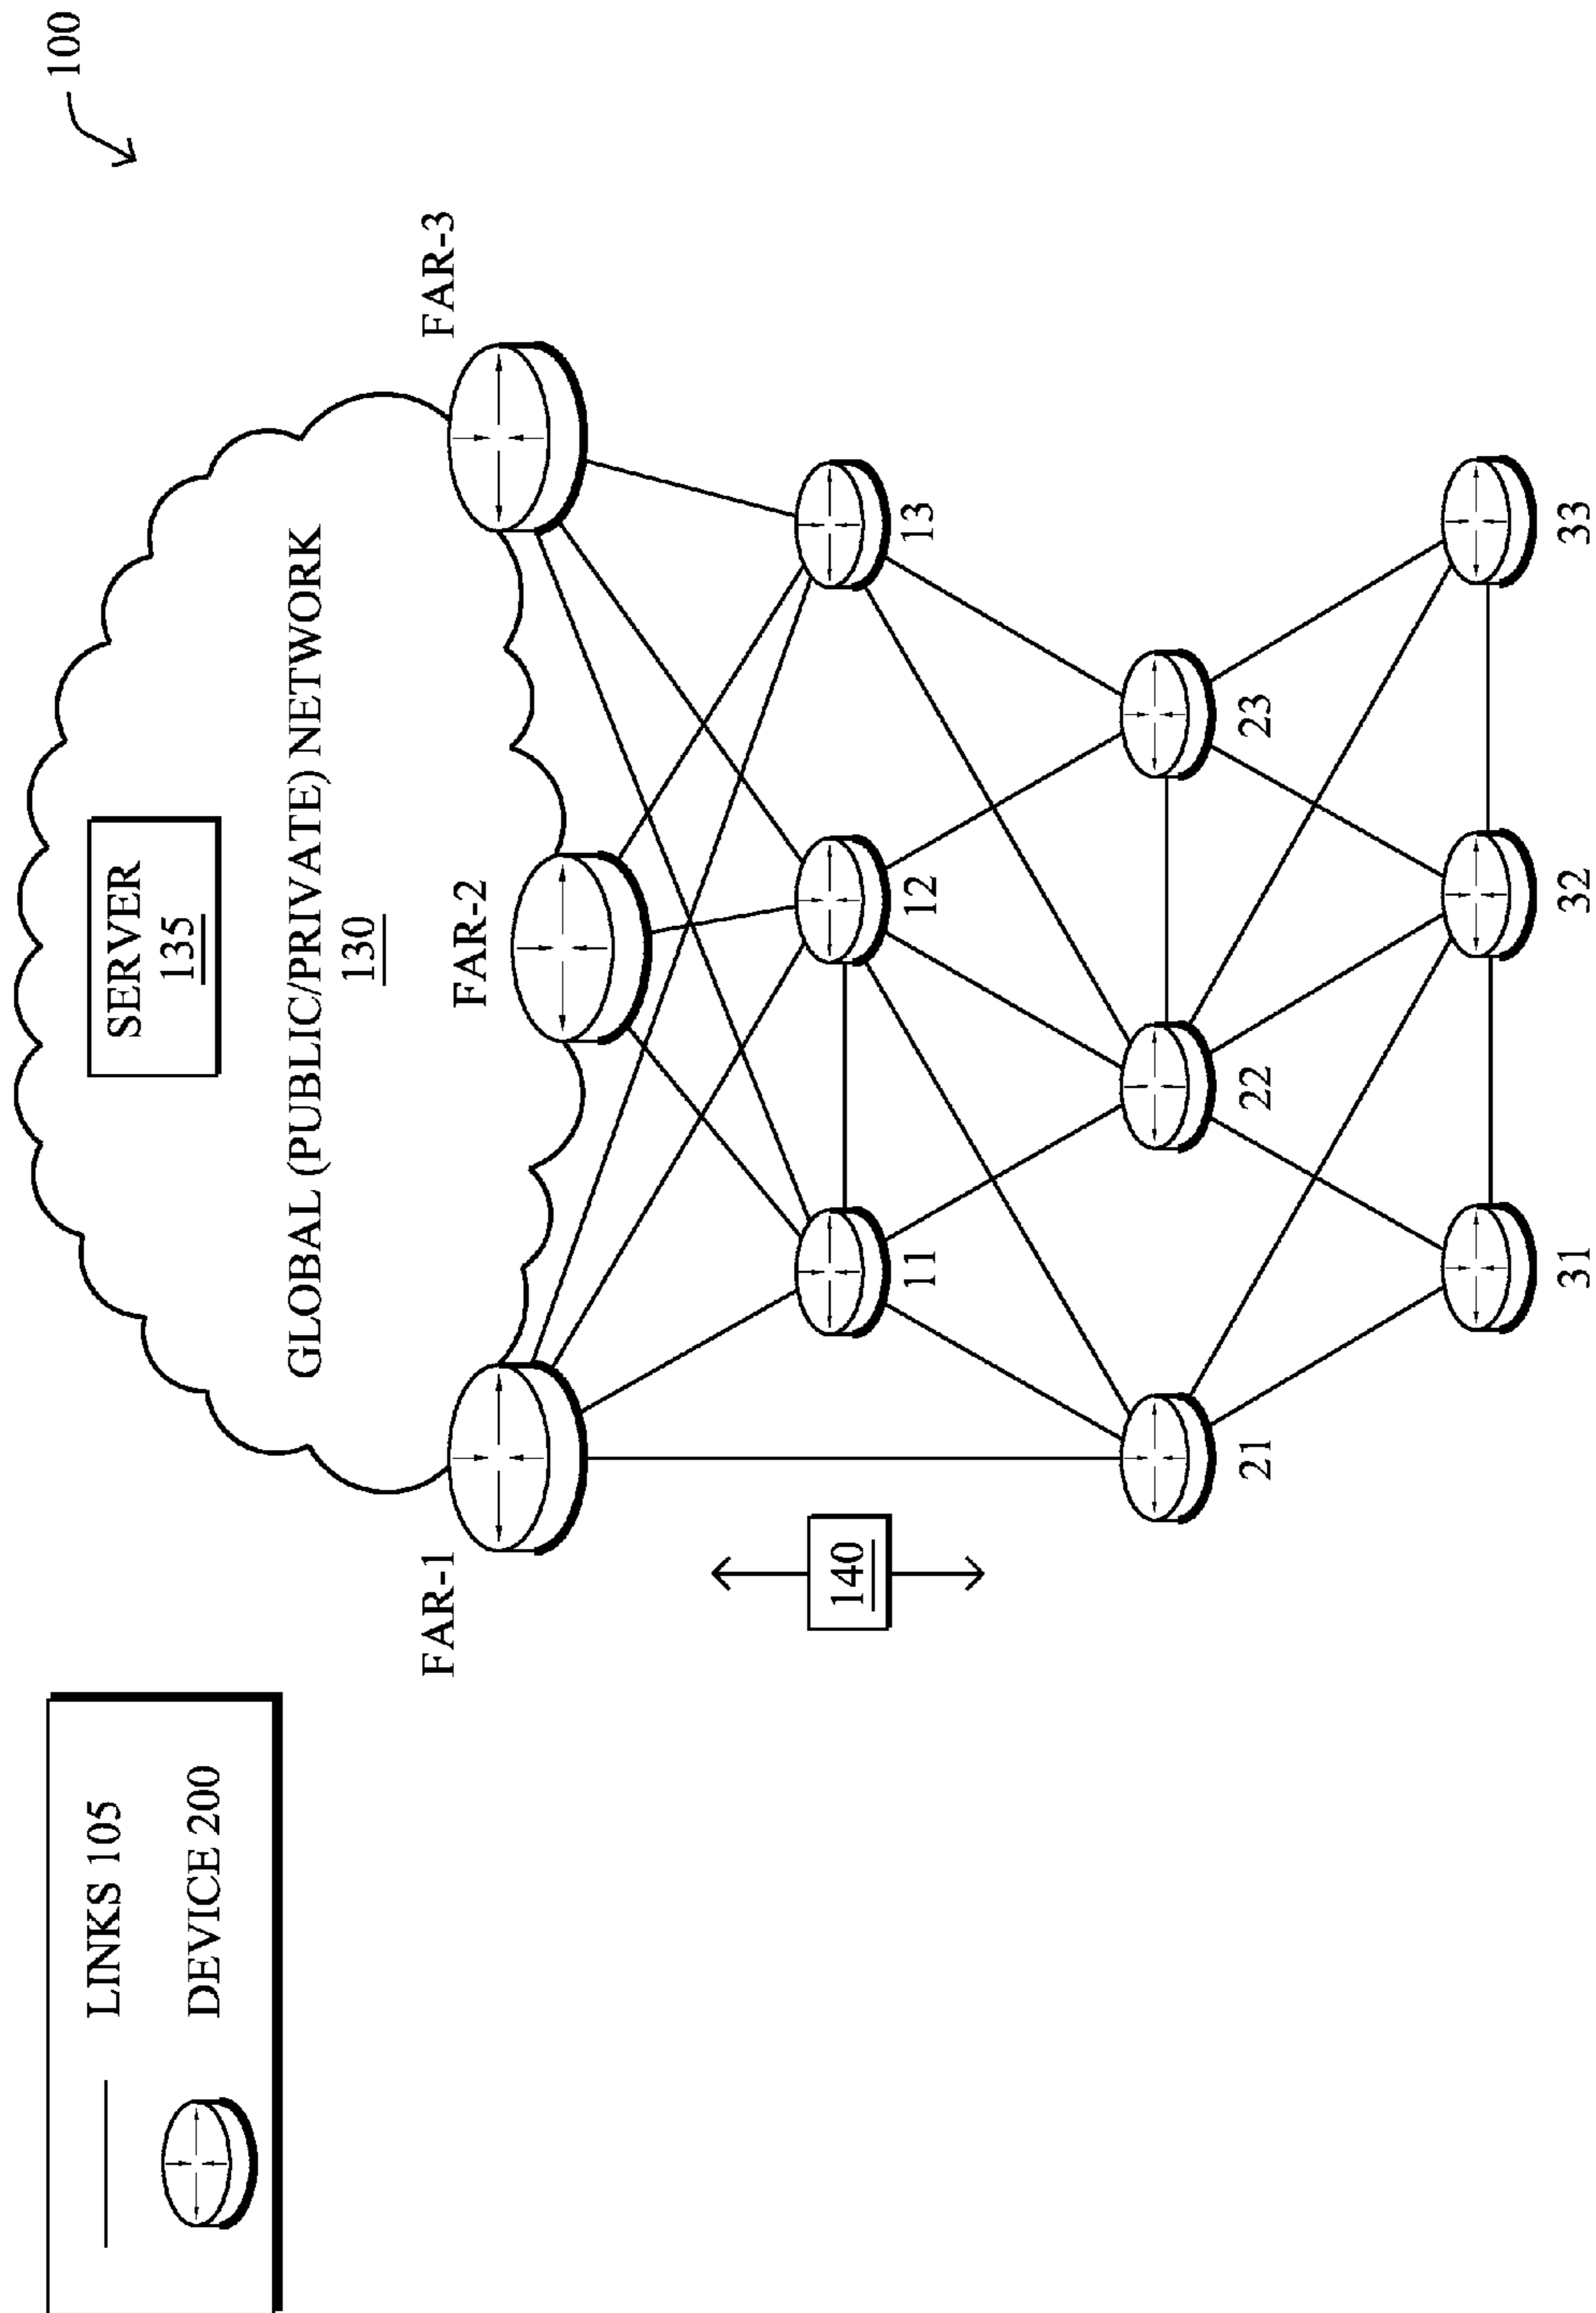 LINKS 105
DEVICE 200
100
SERVER
135
GLOBAL (PUBLIC/PRIVATE) NETWORK
130
FAR-1
FAR-2
FAR-3
140
11
12
13
21
22
23
31
32
33